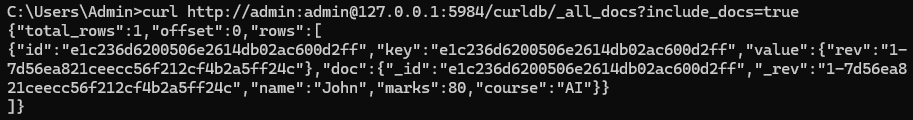 C:\Users\Admin>curl http://admin:admin@127.0.0.1:5984/curldb/_all_docs?include_docs=true
{"total_rows":1,"offset":0,"rows":[
{"id":"e1c236d6200506e2614db02ac600d2ff","key":"e1c236d6200506e2614db02ac600d2ff","value":{"rev":"1-
7d56ea821ceecc56f212cf4b2a5ff24c"},"doc":{"_id":"e1c236d6200506e2614db02ac600d2ff","_rev":"1-7d56ea8
21ceecc56f212cf4b2a5ff24c","name":"John","marks":80,"course":"AI"}}
]}